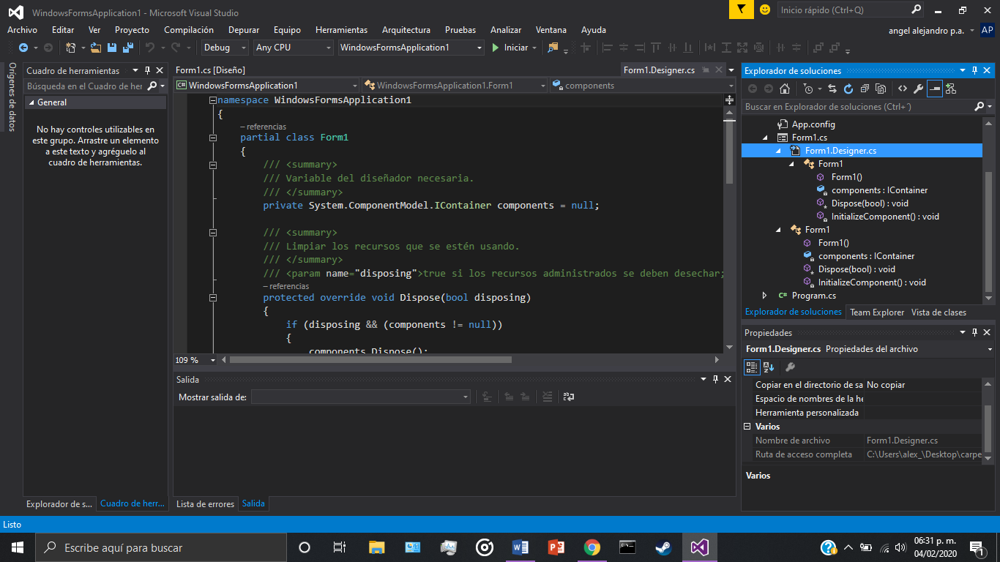 WindowsFormsApplication1 - Microsoft Visual Studio
Inicio rápido (Ctrl+Q)
Archivo Editar Ver Proyecto Compilación Depurar Equipo Herramientas Arquitectura Pruebas Analizar Ventana Ayuda
angel alejandro p.a.
AP
Debug
Any CPU
WindowsFormsApplication1
Iniciar
Orígenes de datos
Cuadro de herramientas
Búsqueda en el Cuadro de her
General
No hay controles utilizables en
este grupo. Arrastre un elemento
a este texto y agréguelo al
cuadro de herramientas.
Explorador de s...
Cuadro de herr...
Form1.cs [Diseño]
Form1.Designer.cs
C# WindowsFormsApplication1
WindowsFormsApplication1.Form1
components
namespace WindowsFormsApplication1
{
– referencias
partial class Form1
{
/// <summary>
/// Variable del diseñador necesaria.
/// </summary>
private System.ComponentModel.IContainer components = null;
/// <summary>
/// Limpiar los recursos que se estén usando.
/// </summary>
/// <param name="disposing">true si los recursos administrados se deben desechar;
– referencias
protected override void Dispose(bool disposing)
{
if (disposing && (components != null))
{
components.Dispose();
109 %
Salida
Mostrar salida de:
Lista de errores
Salida
Explorador de soluciones
Buscar en Explorador de soluciones (Ctrl+´)
App.config
Form1.cs
Form1.Designer.cs
Form1
Form1()
components : IContainer
Dispose(bool) : void
InitializeComponent() : void
Form1
Form1()
components : IContainer
Dispose(bool) : void
InitializeComponent() : void
C# Program.cs
Explorador de soluciones
Team Explorer
Vista de clases
Propiedades
Form1.Designer.cs Propiedades del archivo
Copiar en el directorio de sa No copiar
Espacio de nombres de la he
Herramienta personalizada
Varios
Nombre de archivo Form1.Designer.cs
Ruta de acceso completa C:\Users\alex_\Desktop\carpe
Varios
Listo
Escribe aquí para buscar
06:31 p. m.
04/02/2020
1